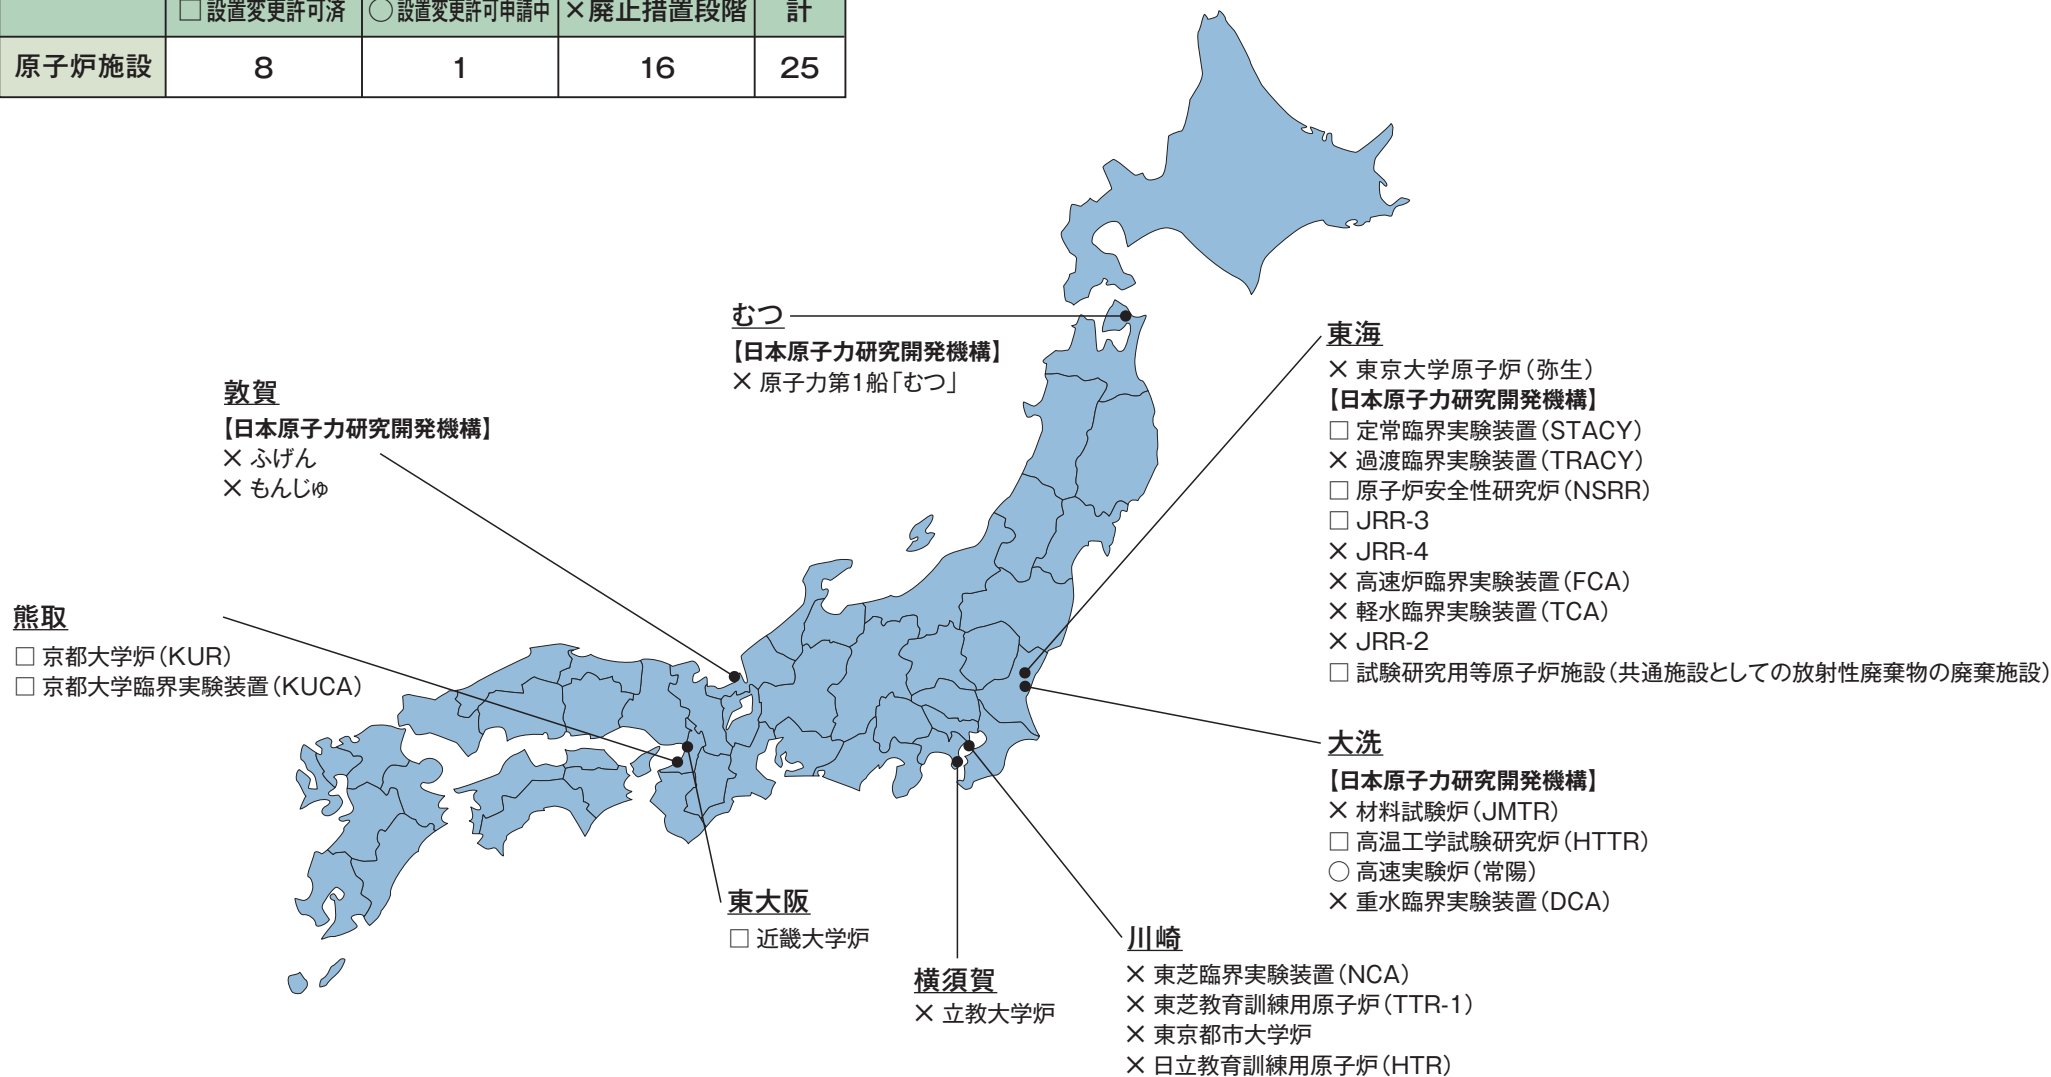 □設置変更許可済 ○設置変更許可申請中 ×廃止措置段階 計
原子炉施設 8 1 16 25
むつ
【日本原子力研究開発機構】
× 原子力第1船「むつ」
敦賀
【日本原子力研究開発機構】
× ふげん
× もんじゅ
熊取
□ 京都大学炉(KUR)
□ 京都大学臨界実験装置(KUCA)
東海
× 東京大学原子炉(弥生)
【日本原子力研究開発機構】
□ 定常臨界実験装置(STACY)
× 過渡臨界実験装置(TRACY)
□ 原子炉安全性研究炉(NSRR)
□ JRR-3
× JRR-4
× 高速炉臨界実験装置(FCA)
× 軽水臨界実験装置(TCA)
× JRR-2
□ 試験研究用等原子炉施設(共通施設としての放射性廃棄物の廃棄施設)
大洗
【日本原子力研究開発機構】
× 材料試験炉(JMTR)
□ 高温工学試験研究炉(HTTR)
○ 高速実験炉(常陽)
× 重水臨界実験装置(DCA)
東大阪
□ 近畿大学炉
横須賀
× 立教大学炉
川崎
× 東芝臨界実験装置(NCA)
× 東芝教育訓練用原子炉(TTR-1)
× 東京都市大学炉
× 日立教育訓練用原子炉(HTR)